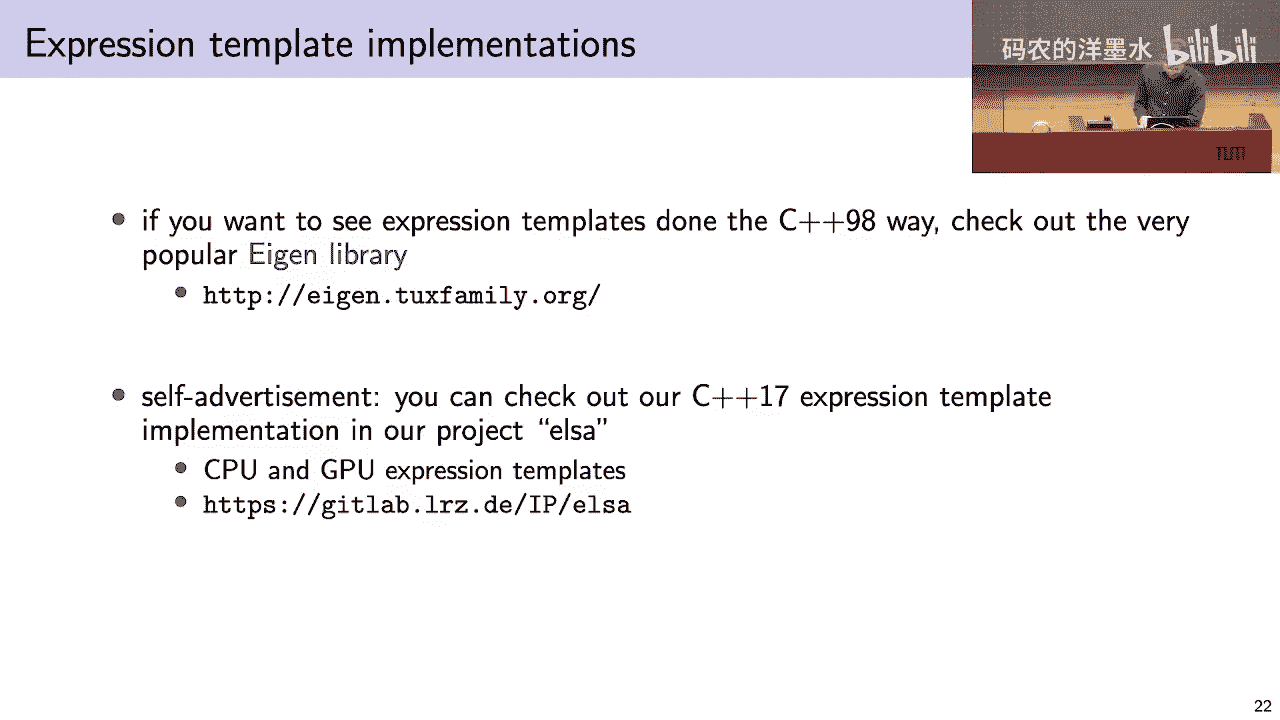 Expression template implementations
码农的洋墨水 bilibili
TUM
if you want to see expression templates done the C++98 way, check out the very
popular Eigen library
http://eigen.tuxfamily.org/
self-advertisement: you can check out our C++17 expression template
implementation in our project “elsa”
CPU and GPU expression templates
https://gitlab.lrz.de/IP/elsa
22